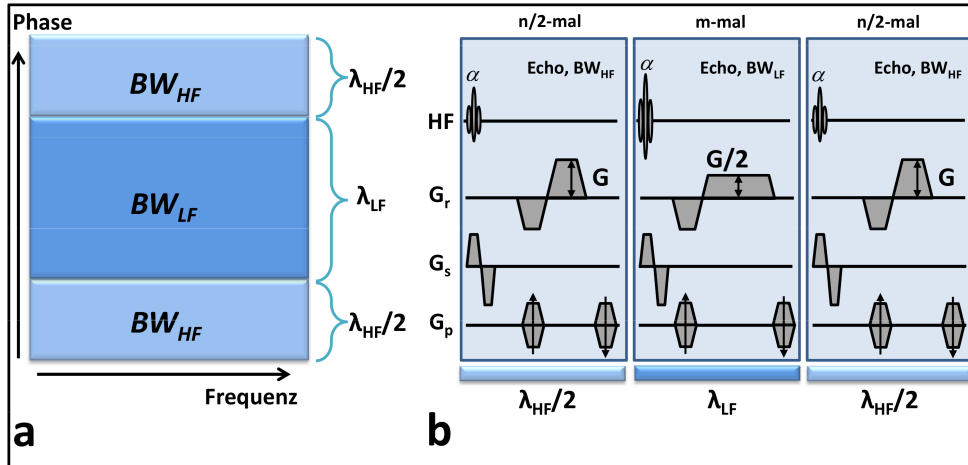 Phase
BW_HF
λ_HF/2
BW_LF
λ_LF
BW_HF
λ_HF/2
Frequenz
a
n/2-mal
m-mal
n/2-mal
α
Echo, BW_HF
α
Echo, BW_LF
α
Echo, BW_HF
HF
G_r
G
G/2
G
G_s
G_p
λ_HF/2
λ_LF
λ_HF/2
b